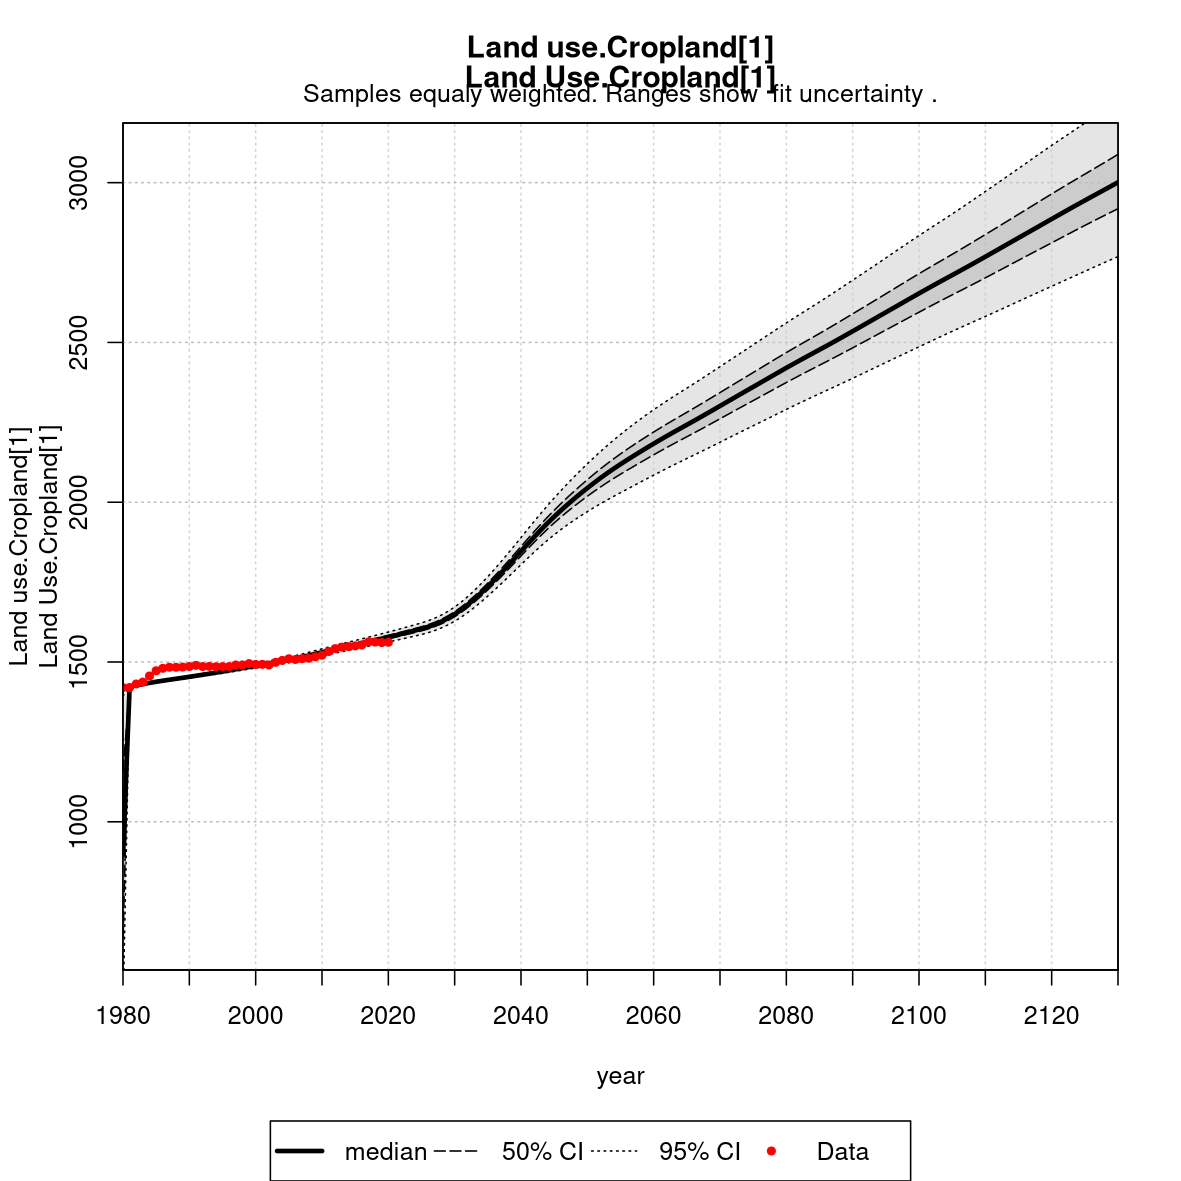 Land use.Cropland[1]
Land Use.Cropland[1]
Samples equaly weighted. Ranges show  fit uncertainty .
Land use.Cropland[1]
Land Use.Cropland[1]
3000
2500
2000
1500
1000
1980 2000 2020 2040 2060 2080 2100 2120
year
median 50% CI 95% CI Data